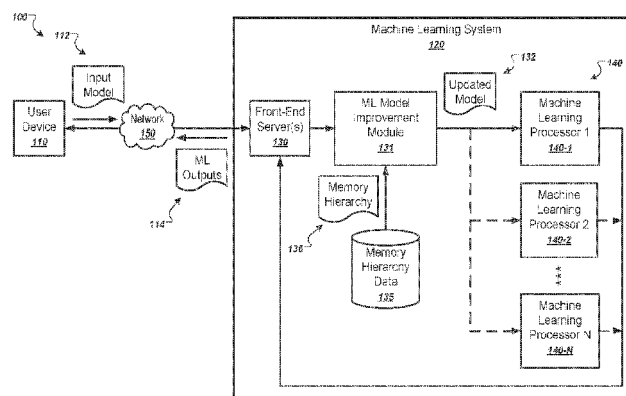 100
112
Input
Model
User
Device
110
Network
150
ML
Outputs
114
Machine Learning System
120
Front-End
Server(s)
130
ML Model
Improvement
Module
131
Updated
Model
132
140
Memory
Hierarchy
136
Memory
Hierarchy
Data
135
Machine
Learning
Processor 1
140-1
Machine
Learning
Processor 2
140-2
***
Machine
Learning
Processor N
140-N